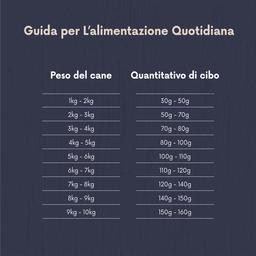 Guida per L'alimentazione Quotidiana
Peso del cane Quantitativo di cibo
1kg - 2kg 30g - 50g
2kg - 3kg 50g - 70g
3kg - 4kg 70g - 80g
4kg - 5kg 80g - 100g
5kg - 6kg 100g - 110g
6kg - 7kg 110g - 120g
7kg - 8kg 120g - 140g
8kg - 9kg 140g - 150g
9kg - 10kg 150g - 160g